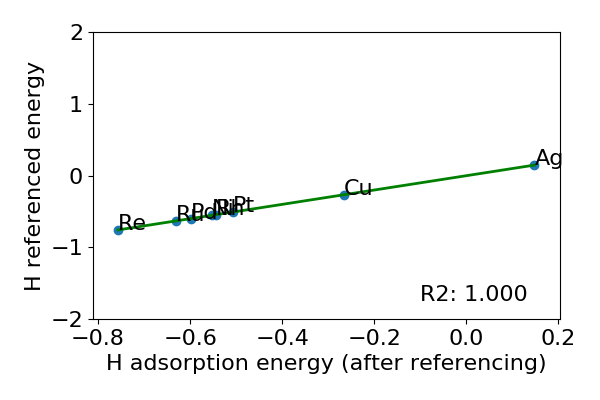 H referenced energy
2
1
0
−1
−2
Re
Ru
Pd
Ni
Rh
Pt
Cu
Ag
R2: 1.000
−0.8 −0.6 −0.4 −0.2 0.0 0.2
H adsorption energy (after referencing)